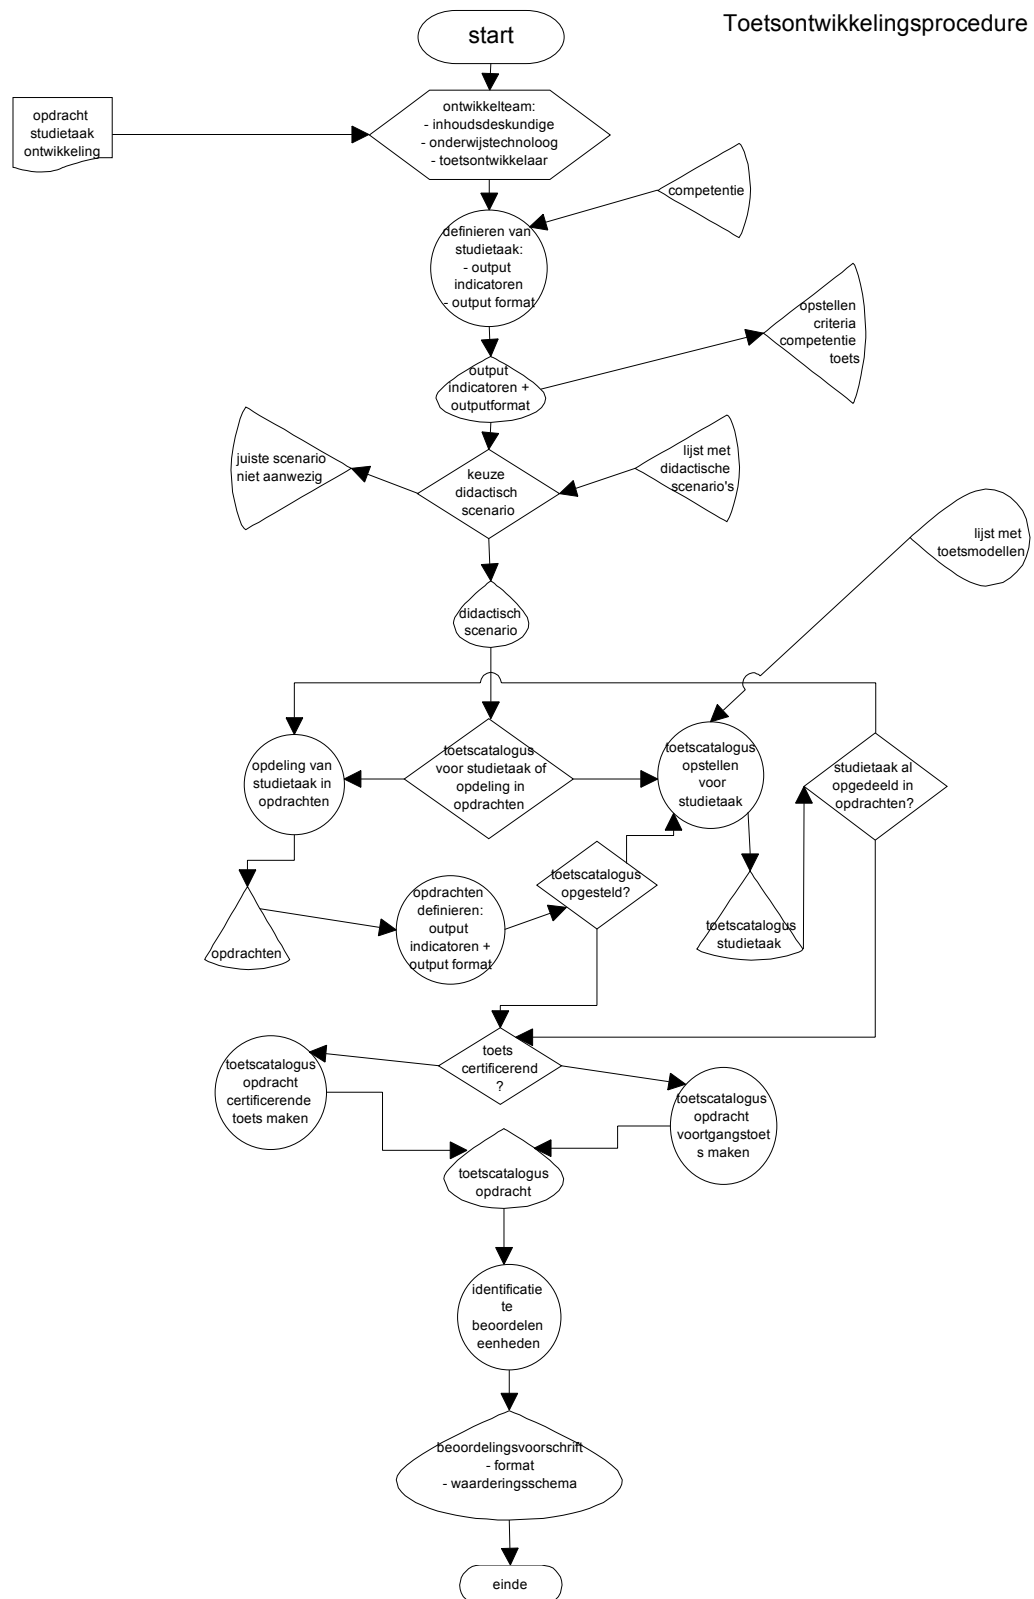 Toetsontwikkelingsprocedure
start
opdracht
studietaak
ontwikkeling
ontwikkelteam:
- inhoudsdeskundige
- onderwijstechnoloog
- toetsontwikkelaar
competentie
definieren van
studietaak:
- output
indicatoren
- output format
opstellen
criteria
competentie
toets
output
indicatoren +
outputformat
juiste scenario
niet aanwezig
keuze
didactisch
scenario
lijst met
didactische
scenario's
lijst met
toetsmodellen
didactisch
scenario
opdeling van
studietaak in
opdrachten
toetscatalogus
voor studietaak of
opdeling in
opdrachten
toetscatalogus
opstellen
voor
studietaak
studietaak al
opgedeeld in
opdrachten?
opdrachten
opdrachten
definieren:
output
indicatoren +
output format
toetscatalogus
opgesteld?
toetscatalogus
studietaak
toets
certificerend
?
toetscatalogus
opdracht
certificerende
toets maken
toetscatalogus
opdracht
voortgangstoet
s maken
toetscatalogus
opdracht
identificatie
te
beoordelen
eenheden
beoordelingsvoorschrift
- format
- waarderingsschema
einde